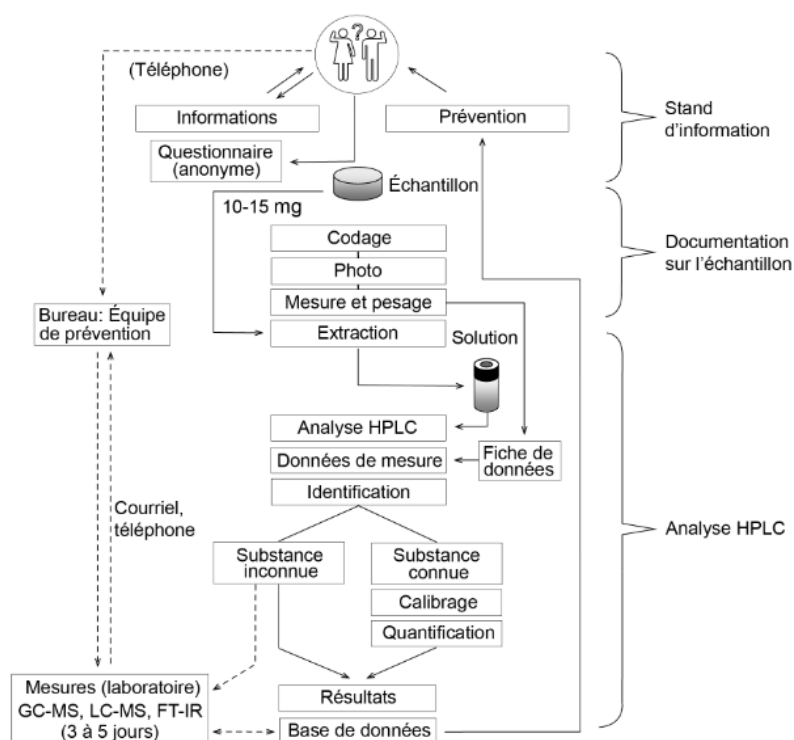 ?
(Téléphone)
Informations
Prévention
Stand
d'information
Questionnaire
(anonyme)
Échantillon
10-15 mg
Codage
Photo
Mesure et pesage
Extraction
Documentation
sur l'échantillon
Bureau: Équipe
de prévention
Solution
Analyse HPLC
Données de mesure
Fiche de
données
Identification
Courriel,
téléphone
Analyse HPLC
Substance
inconnue
Substance
connue
Calibrage
Quantification
Mesures (laboratoire)
GC-MS, LC-MS, FT-IR
(3 à 5 jours)
Résultats
Base de données